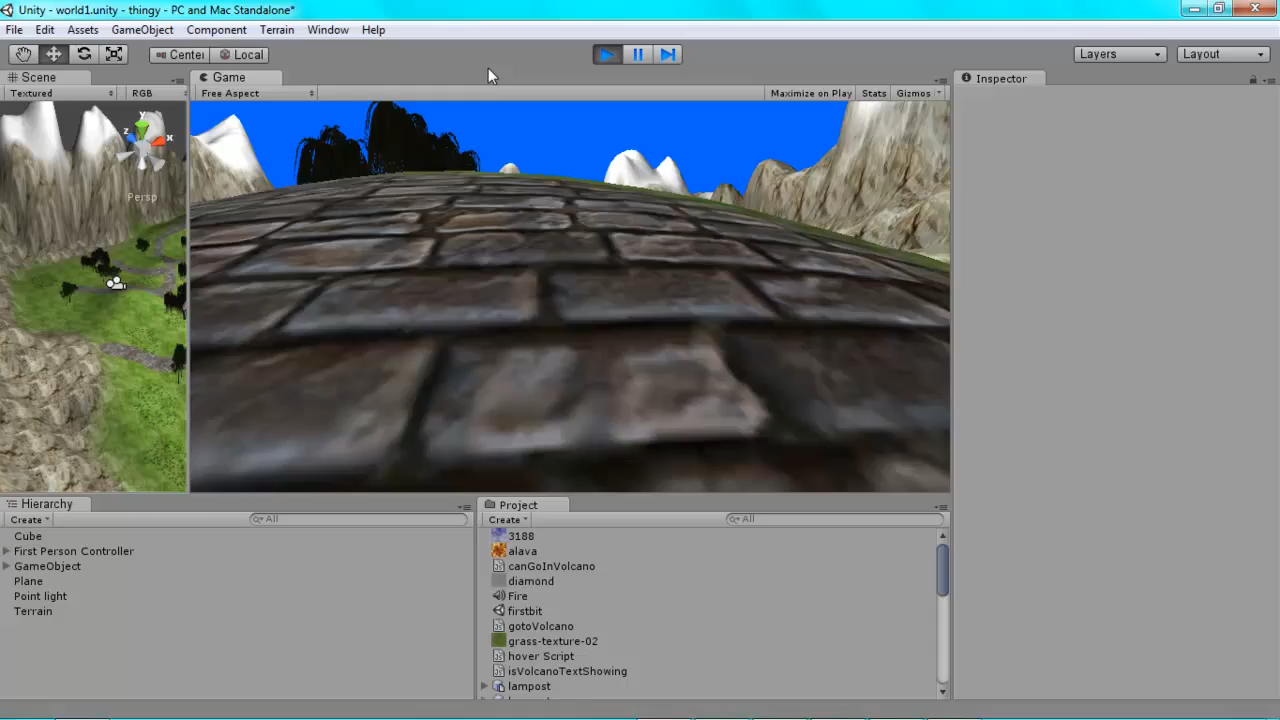 Unity - world1.unity - thingy - PC and Mac Standalone*
File Edit Assets GameObject Component Terrain Window Help
Center Local Layers Layout
Scene Game Inspector
Textured RGB Free Aspect Maximize on Play Stats Gizmos
y
z x
Persp
Hierarchy Project
Create All Create All
Cube 3188
First Person Controller alava
GameObject canGoInVolcano
Plane diamond
Point light Fire
Terrain firstbit
gotoVolcano
grass-texture-02
hover Script
isVolcanoTextShowing
lampost